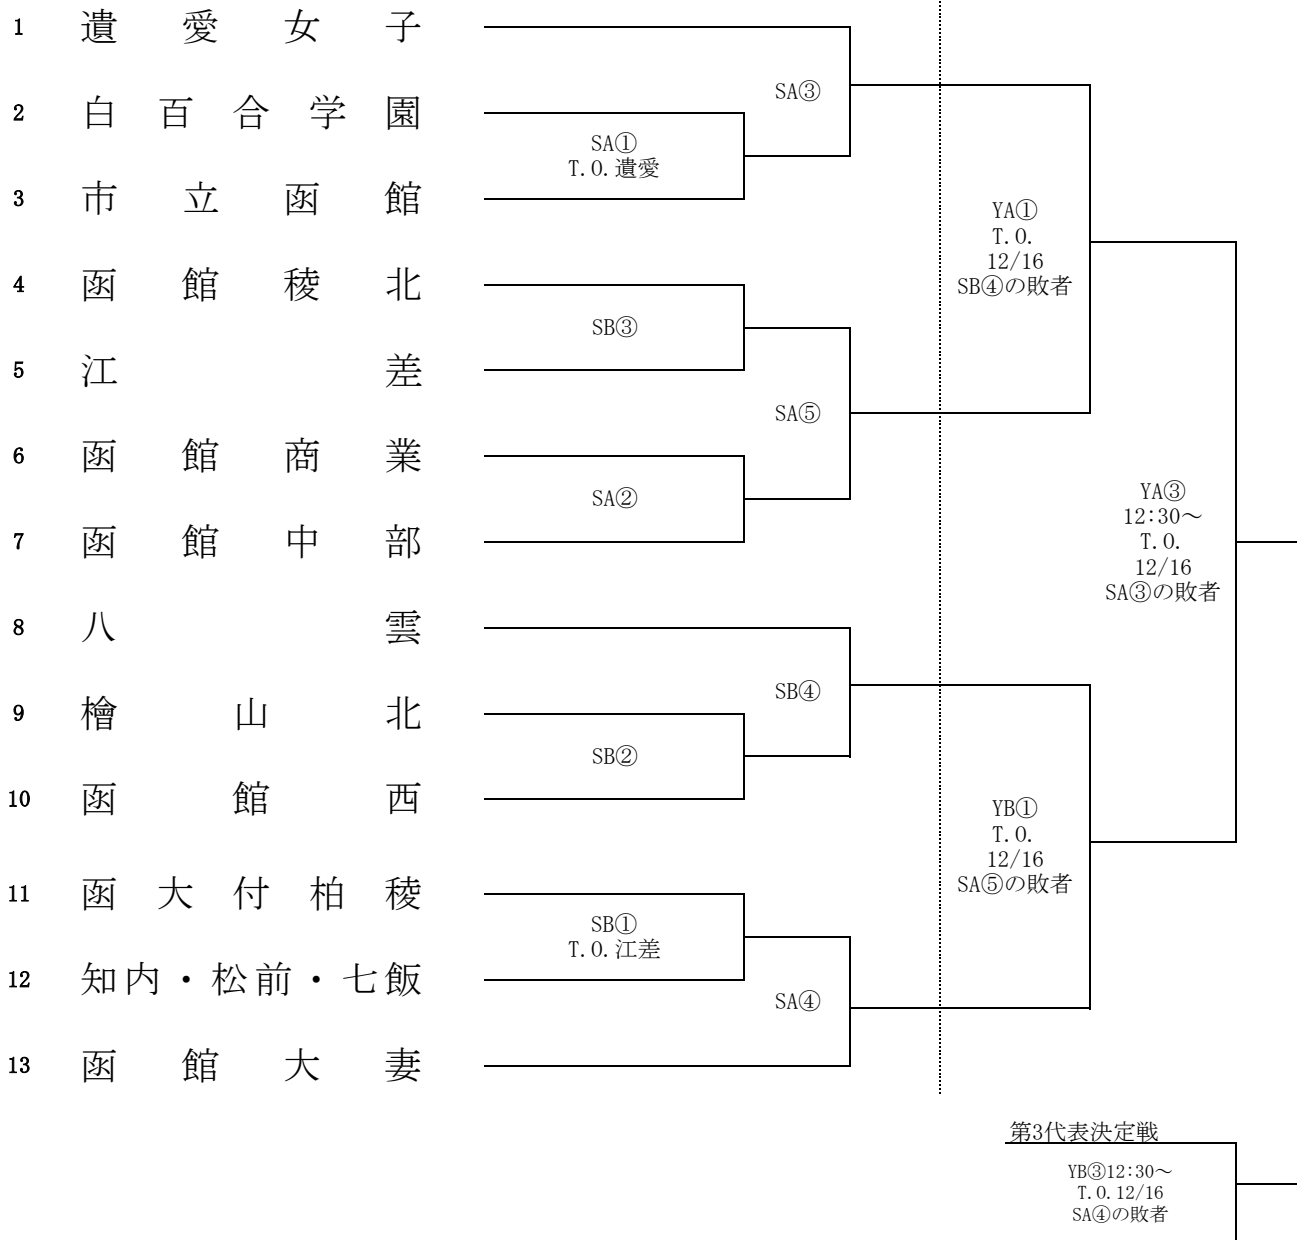 1 遺愛女子
2 白百合学園
3 市立函館
4 函館稜北
5 江差
6 函館商業
7 函館中部
8 八雲
9 檜山北
10 函館西
11 函大付柏稜
12 知内・松前・七飯
13 函館大妻
SA①
T.O.遺愛
SB③
SA②
SB②
SB①
T.O.江差
SA③
SA⑤
SB④
SA④
YA①
T.O.
12/16
SB④の敗者
YB①
T.O.
12/16
SA⑤の敗者
YA③
12:30～
T.O.
12/16
SA③の敗者
第3代表決定戦
YB③12:30～
T.O.12/16
SA④の敗者